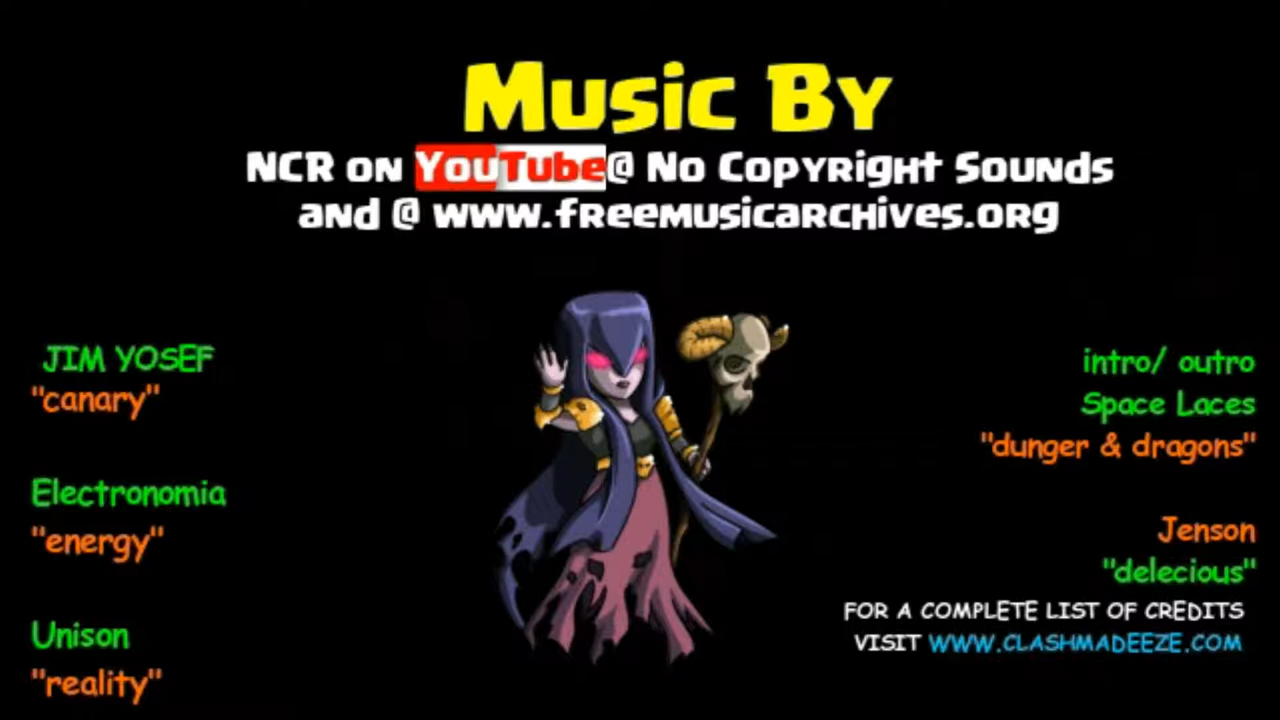 Music By
NCR on YouTube@ No Copyright Sounds
and @ www.freemusicarchives.org
JIM YOSEF
"canary"
Electronomia
"energy"
Unison
"reality"
intro/ outro
Space Laces
"dunger & dragons"
Jenson
"delecious"
FOR A COMPLETE LIST OF CREDITS
VISIT WWW.CLASHMADEEZE.COM